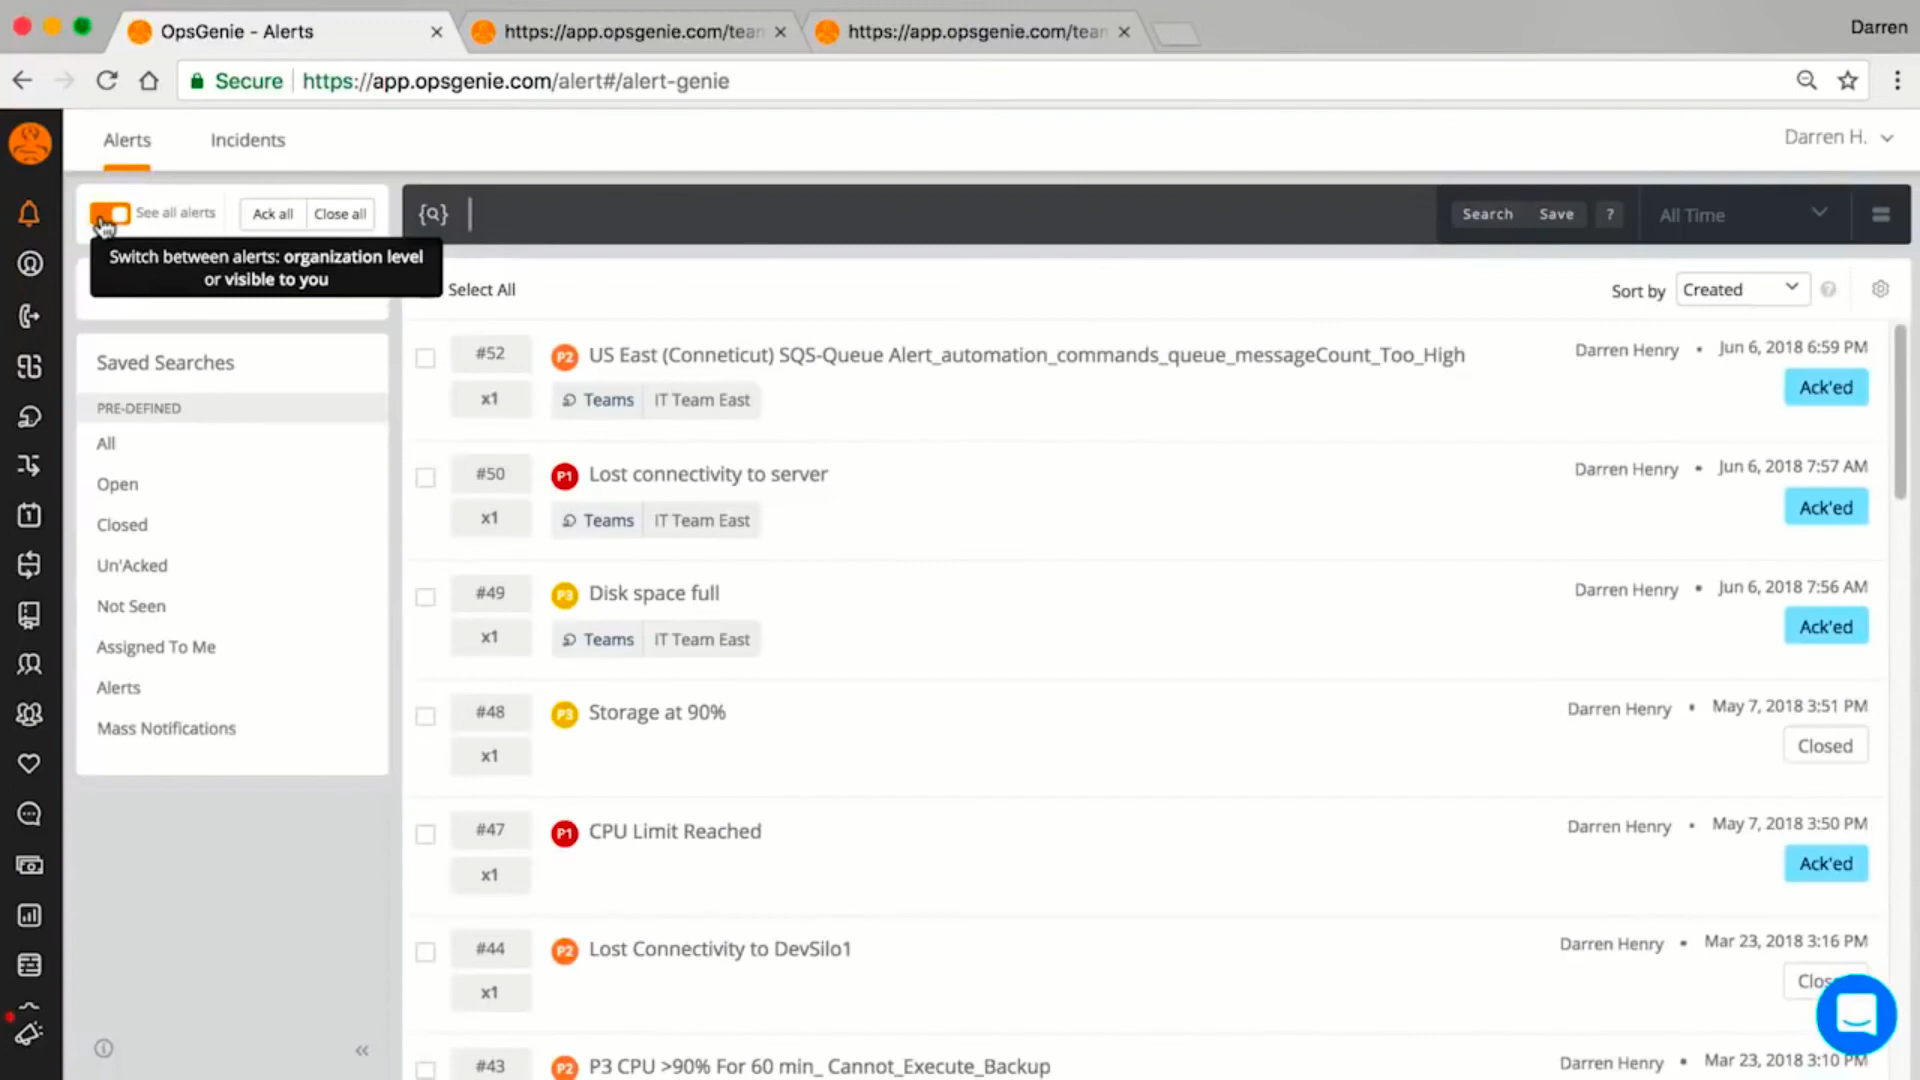 OpsGenie - Alerts
https://app.opsgenie.com/tean
https://app.opsgenie.com/tean
Darren
Secure
https://app.opsgenie.com/alert#/alert-genie
Alerts
Incidents
Darren H.
See all alerts
Ack all
Close all
Search
Save
?
All Time
Switch between alerts: organization level
or visible to you
Select All
Sort by
Created
Saved Searches
PRE-DEFINED
All
Open
Closed
Un'Acked
Not Seen
Assigned To Me
Alerts
Mass Notifications
#52
P2
US East (Conneticut) SQS-Queue Alert_automation_commands_queue_messageCount_Too_High
Darren Henry • Jun 6, 2018 6:59 PM
x1
Teams
IT Team East
Ack'ed
#50
P1
Lost connectivity to server
Darren Henry • Jun 6, 2018 7:57 AM
x1
Teams
IT Team East
Ack'ed
#49
P3
Disk space full
Darren Henry • Jun 6, 2018 7:56 AM
x1
Teams
IT Team East
Ack'ed
#48
P3
Storage at 90%
Darren Henry • May 7, 2018 3:51 PM
x1
Closed
#47
P1
CPU Limit Reached
Darren Henry • May 7, 2018 3:50 PM
x1
Ack'ed
#44
P2
Lost Connectivity to DevSilo1
Darren Henry • Mar 23, 2018 3:16 PM
x1
Clos
#43
P2
P3 CPU >90% For 60 min_ Cannot_Execute_Backup
Darren Henry • Mar 23, 2018 3:10 PM